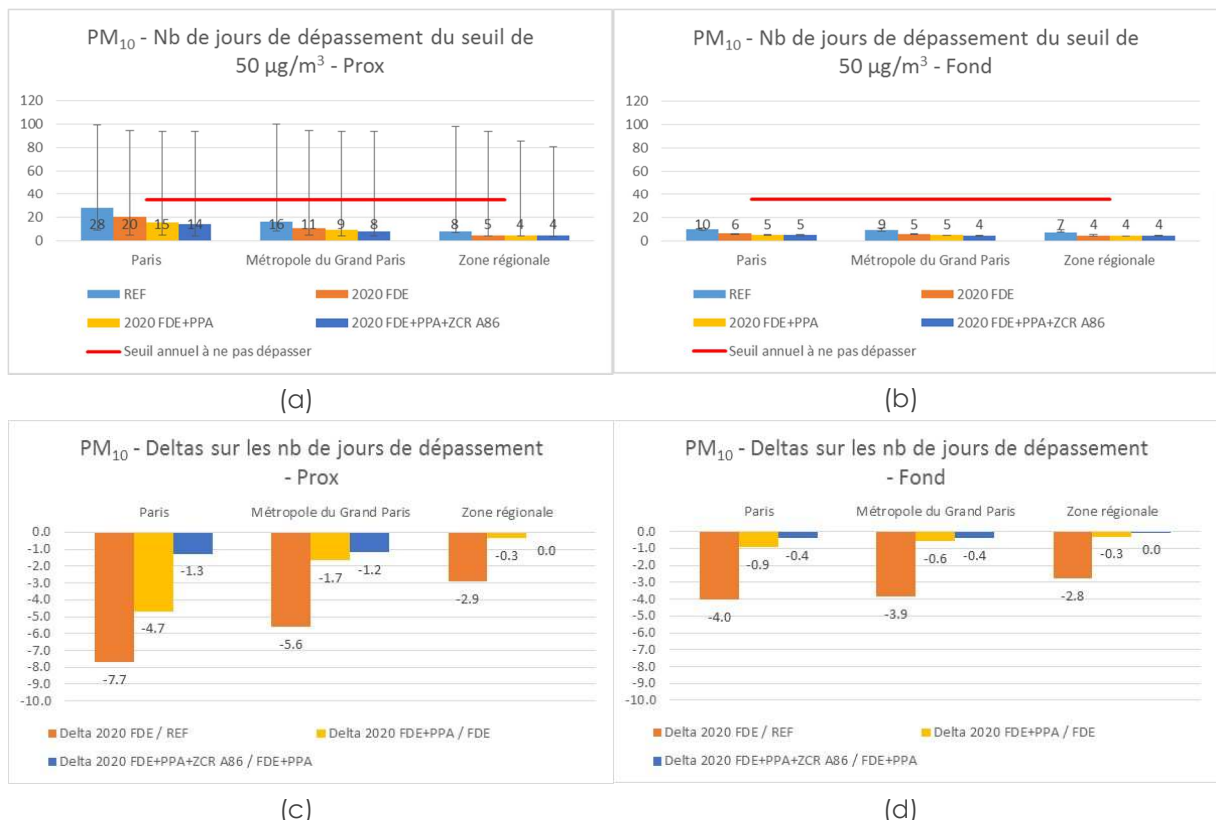 PM₁₀ - Nb de jours de dépassement du seuil de
50 µg/m³ - Prox
120
100
80
60
40
20
0
28 20 15 14
16 11 9 8
8 5 4 4
Paris Métropole du Grand Paris Zone régionale
REF 2020 FDE
2020 FDE+PPA 2020 FDE+PPA+ZCR A86
Seuil annuel à ne pas dépasser
(a)
PM₁₀ - Nb de jours de dépassement du seuil de
50 µg/m³ - Fond
120
100
80
60
40
20
0
10 6 5 5
9 5 5 4
7 4 4 4
Paris Métropole du Grand Paris Zone régionale
REF 2020 FDE
2020 FDE+PPA 2020 FDE+PPA+ZCR A86
Seuil annuel à ne pas dépasser
(b)
PM₁₀ - Deltas sur les nb de jours de dépassement
- Prox
Paris Métropole du Grand Paris Zone régionale
0.0
-1.0
-2.0
-3.0
-4.0
-5.0
-6.0
-7.0
-8.0
-9.0
-10.0
-7.7 -4.7 -1.3
-5.6 -1.7 -1.2
-2.9 -0.3 0.0
Delta 2020 FDE / REF Delta 2020 FDE+PPA / FDE
Delta 2020 FDE+PPA+ZCR A86 / FDE+PPA
(c)
PM₁₀ - Deltas sur les nb de jours de dépassement
- Fond
Paris Métropole du Grand Paris Zone régionale
0.0
-1.0
-2.0
-3.0
-4.0
-5.0
-6.0
-7.0
-8.0
-9.0
-10.0
-4.0 -0.9 -0.4
-3.9 -0.6 -0.4
-2.8 -0.3 0.0
Delta 2020 FDE / REF Delta 2020 FDE+PPA / FDE
Delta 2020 FDE+PPA+ZCR A86 / FDE+PPA
(d)